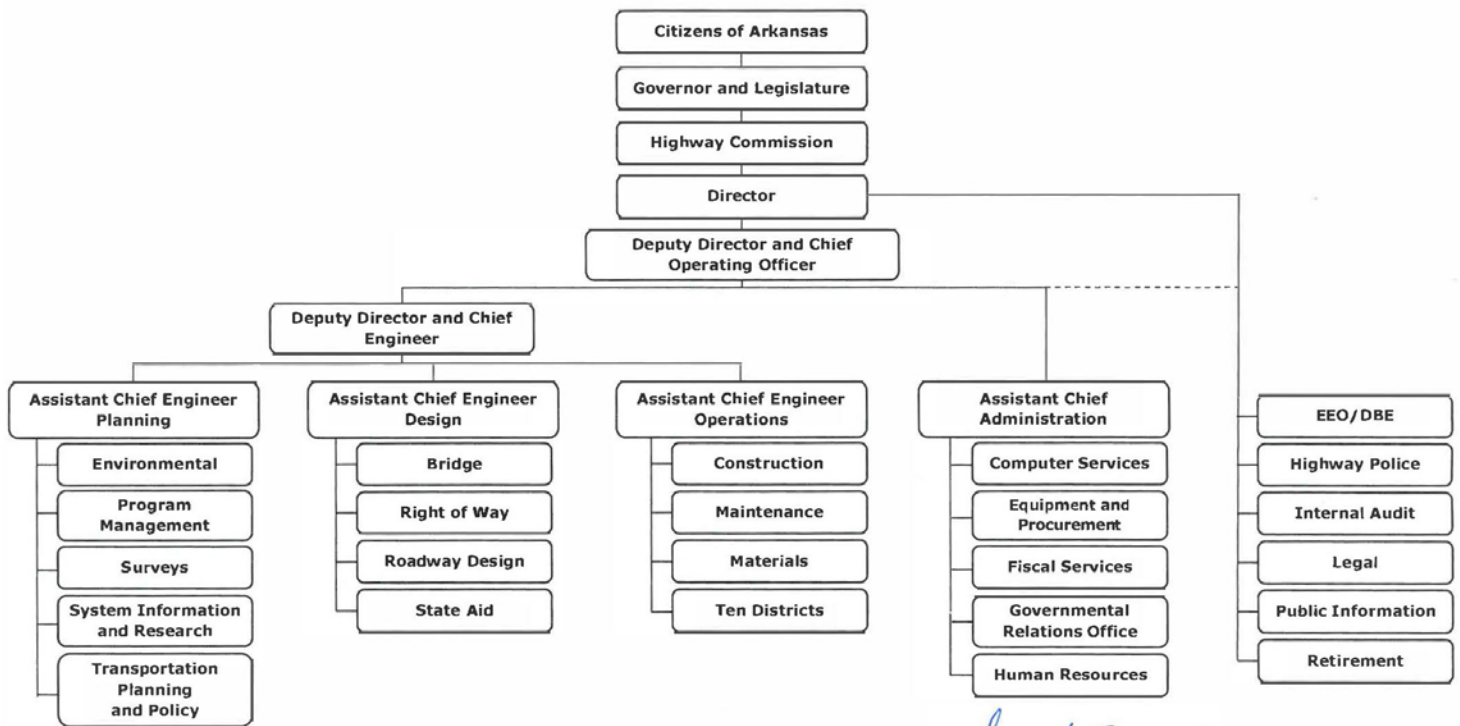 Citizens of Arkansas
Governor and Legislature
Highway Commission
Director
Deputy Director and Chief
Operating Officer
Deputy Director and Chief
Engineer
Assistant Chief Engineer
Planning
Environmental
Program
Management
Surveys
System Information
and Research
Transportation
Planning
and Policy
Assistant Chief Engineer
Design
Bridge
Right of Way
Roadway Design
State Aid
Assistant Chief Engineer
Operations
Construction
Maintenance
Materials
Ten Districts
Assistant Chief
Administration
Computer Services
Equipment and
Procurement
Fiscal Services
Governmental
Relations Office
Human Resources
EEO/DBE
Highway Police
Internal Audit
Legal
Public Information
Retirement